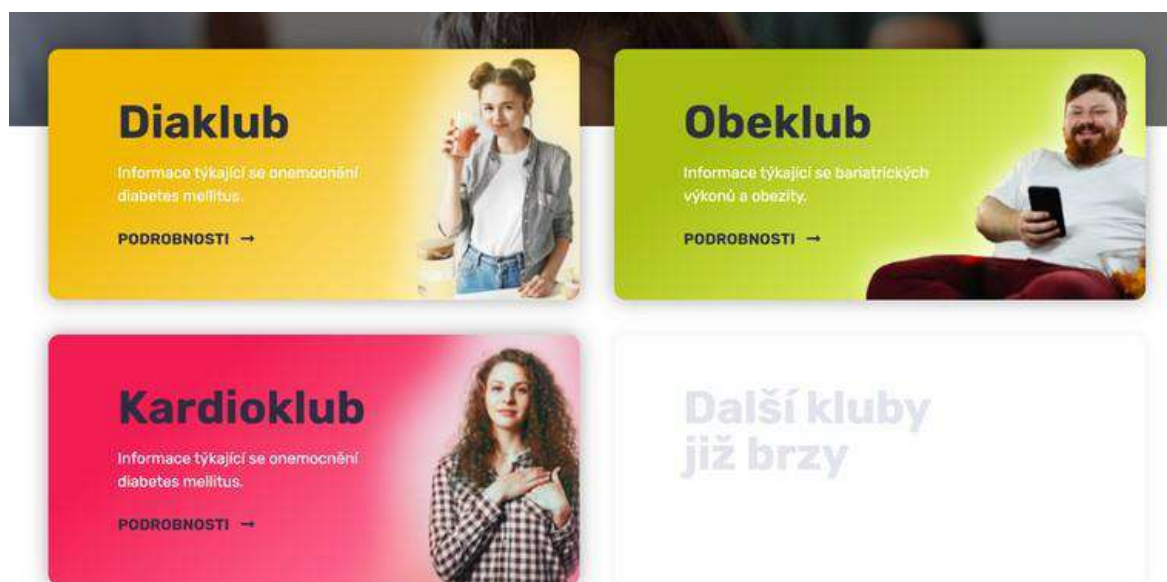 Diaklub
Informace týkající se onemocnění
diabetes mellitus.
PODROBNOSTI →
Obeklub
Informace týkající se bariatrických
výkonů a obezity.
PODROBNOSTI →
Kardioklub
Informace týkající se onemocnění
diabetes mellitus.
PODROBNOSTI →
Další kluby
již brzy